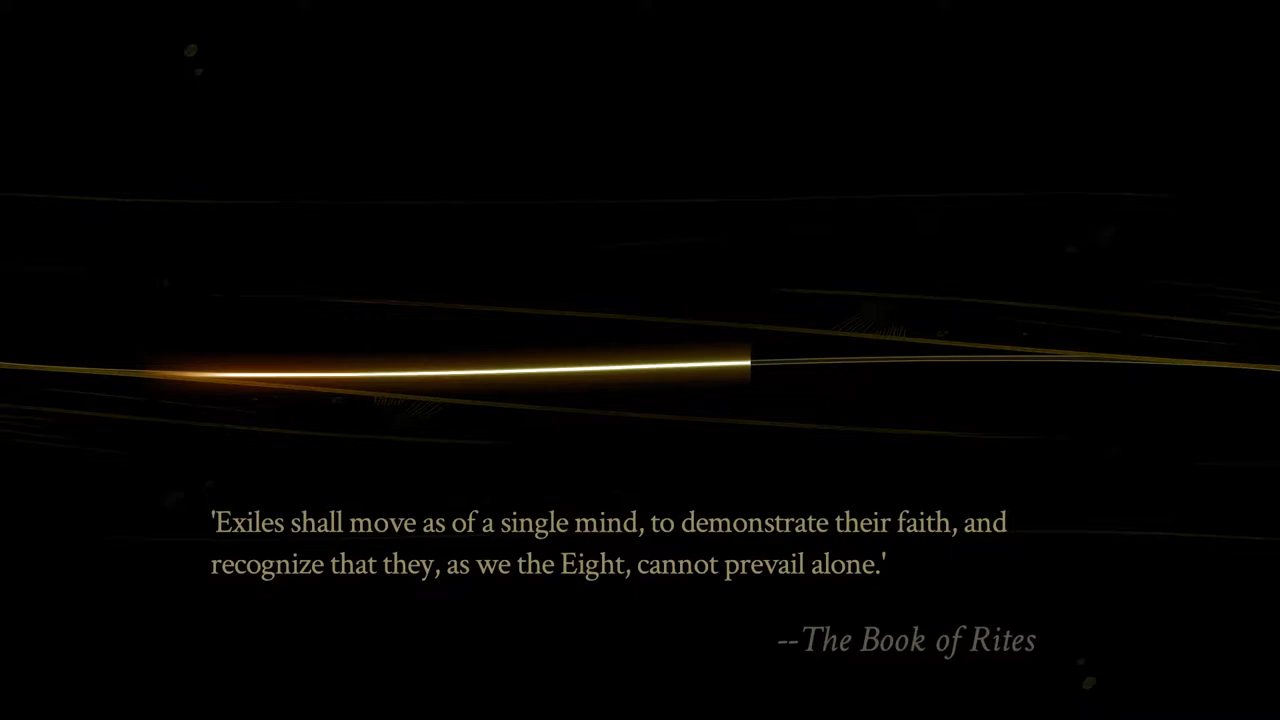 'Exiles shall move as of a single mind, to demonstrate their faith, and
recognize that they, as we the Eight, cannot prevail alone.'
--The Book of Rites